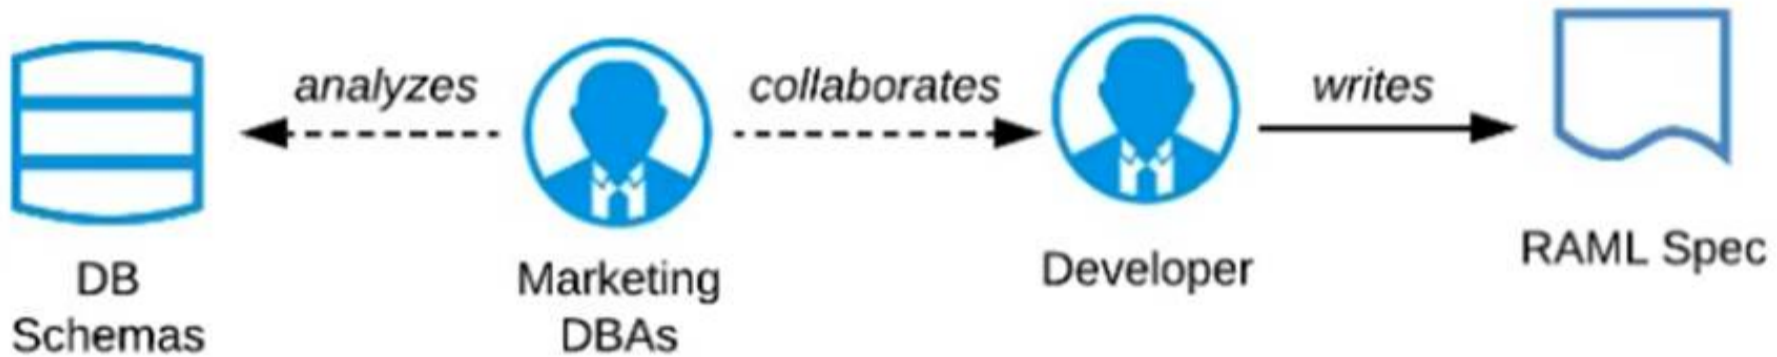 analyzes
collaborates
writes
DB
Schemas
Marketing
DBAs
Developer
RAML Spec